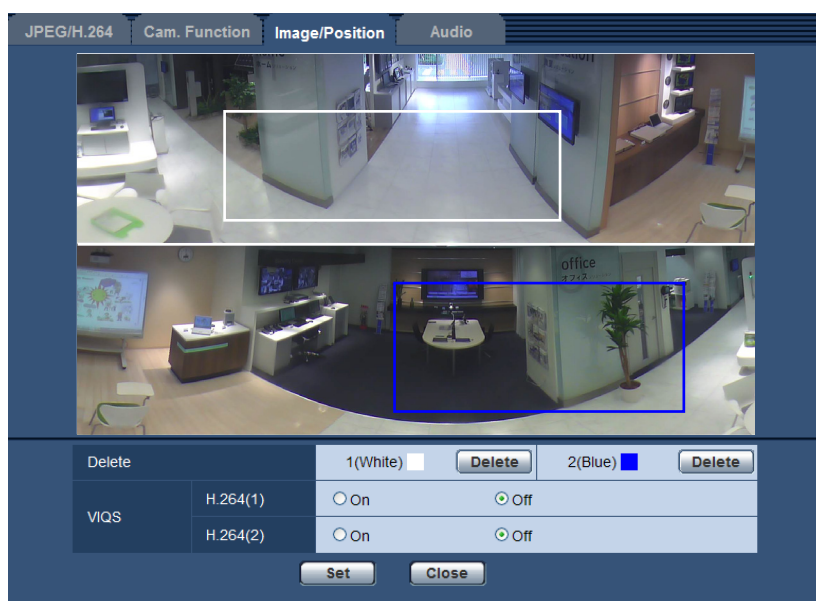 JPEG/H.264 Cam. Function Image/Position Audio
office
オフィス
Delete 1(White) Delete 2(Blue) Delete
VIQS H.264(1) On Off
H.264(2) On Off
Set Close